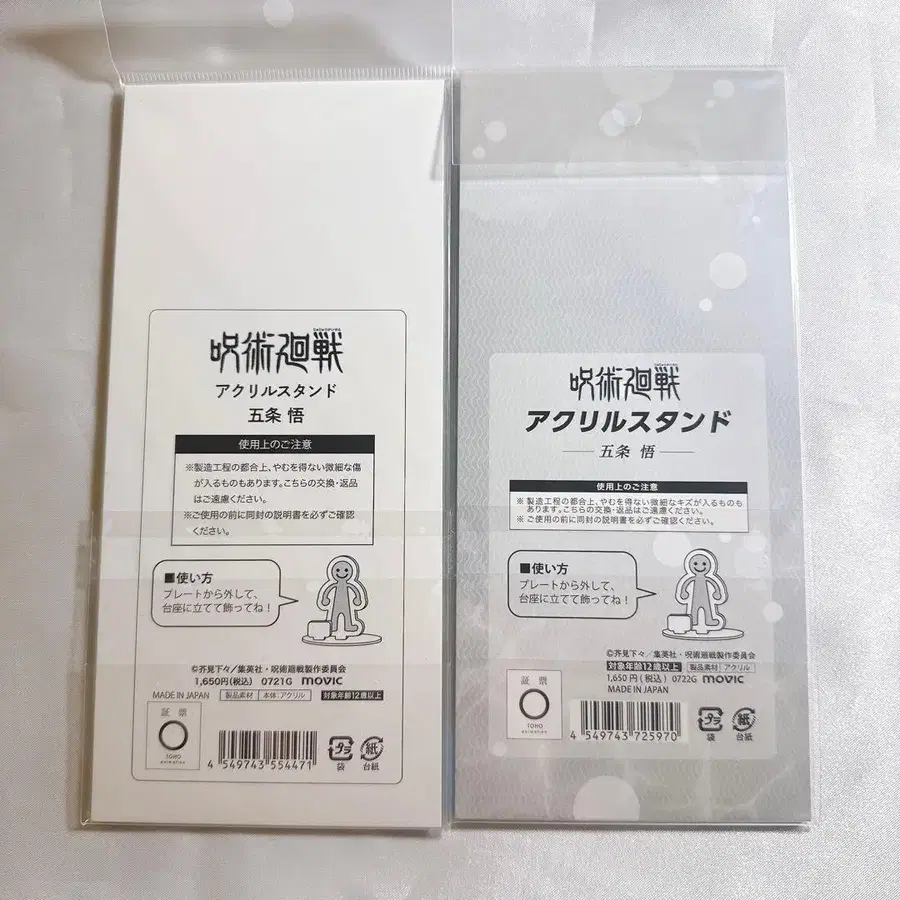 呪術廻戦
アクリルスタンド
五条 悟
使用上のご注意
※製造工程の都合上、やむを得ない微細な傷
が入るものもあります。こちらの交換・返品
はご遠慮ください。
※ご使用の前に同封の説明書を必ずご確認
ください。
■使い方
プレートから外して、
台座に立てて飾ってね！
©芥見下々／集英社・呪術廻戦製作委員会
1,650円(税込) 0721G movic
MADE IN JAPAN 製品素材 本体:アクリル 対象年齢12歳以上
証票
TOHO
animation
4 549743 554471
プラ
袋
紙
台紙
呪術廻戦
アクリルスタンド
五条 悟
使用上のご注意
※製造工程の都合上、やむを得ない微細なキズが入るものも
あります。こちらの交換・返品はご遠慮ください。
※ご使用の前に同封の説明書を必ずご確認ください。
■使い方
プレートから外して、
台座に立てて飾ってね！
©芥見下々／集英社・呪術廻戦製作委員会
対象年齢12歳以上 製品素材 アクリル
1,650円(税込) 0722G movic
MADE IN JAPAN
証票
TOHO
animation
4 549743 725970
プラ
袋
紙
台紙